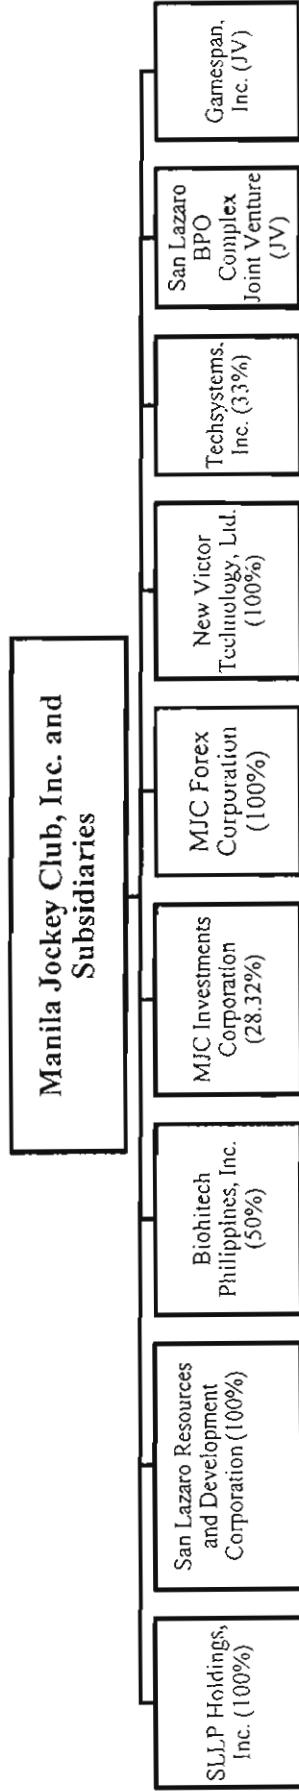 Manila Jockey Club, Inc. and
Subsidiaries
SLLP Holdings,
Inc. (100%)
San Lazaro Resources
and Development
Corporation (100%)
Biohitech
Philippines, Inc.
(50%)
MJC Investments
Corporation
(28.32%)
MJC Forex
Corporation
(100%)
New Victor
Technology, Ltd.
(100%)
Techsystems,
Inc. (33%)
San Lazaro
BPO
Complex
Joint Venture
(JV)
Gamespan,
Inc. (JV)